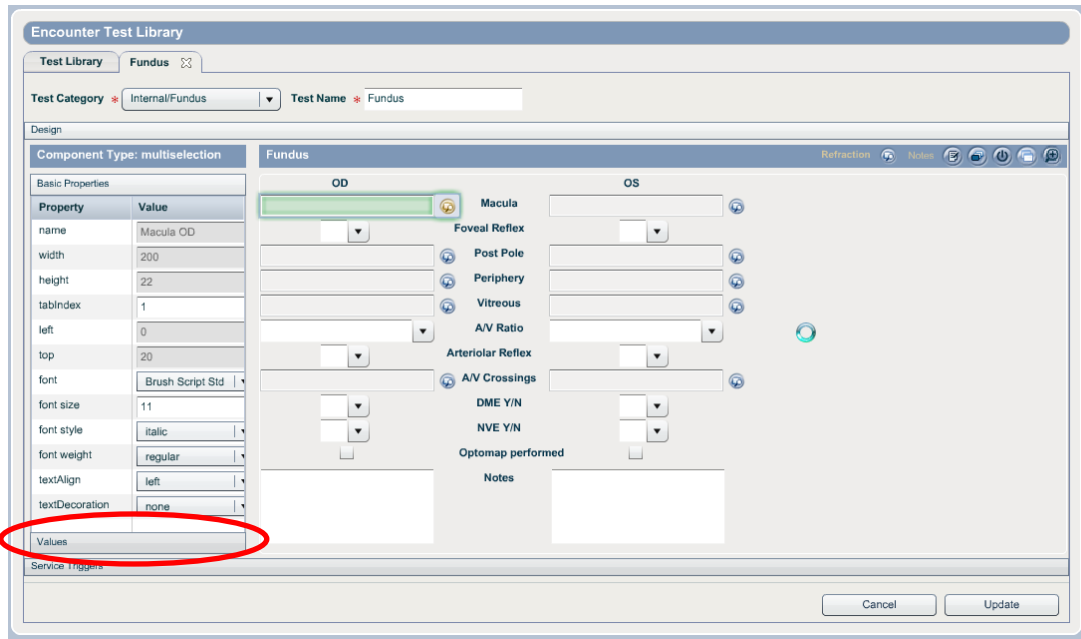 Encounter Test Library
Test Library Fundus
Test Category * Internal/Fundus Test Name * Fundus
Design
Component Type: multiselection Fundus Refraction Notes
Basic Properties OD OS
Property Value Macula
name Macula OD Foveal Reflex
width 200 Post Pole
height 22 Periphery
tabIndex 1 Vitreous
left 0 A/V Ratio
top 20 Arteriolar Reflex
font Brush Script Std A/V Crossings
font size 11 DME Y/N
font style italic NVE Y/N
font weight regular Optomap performed
textAlign left Notes
textDecoration none
Values
Service Triggers
Cancel Update